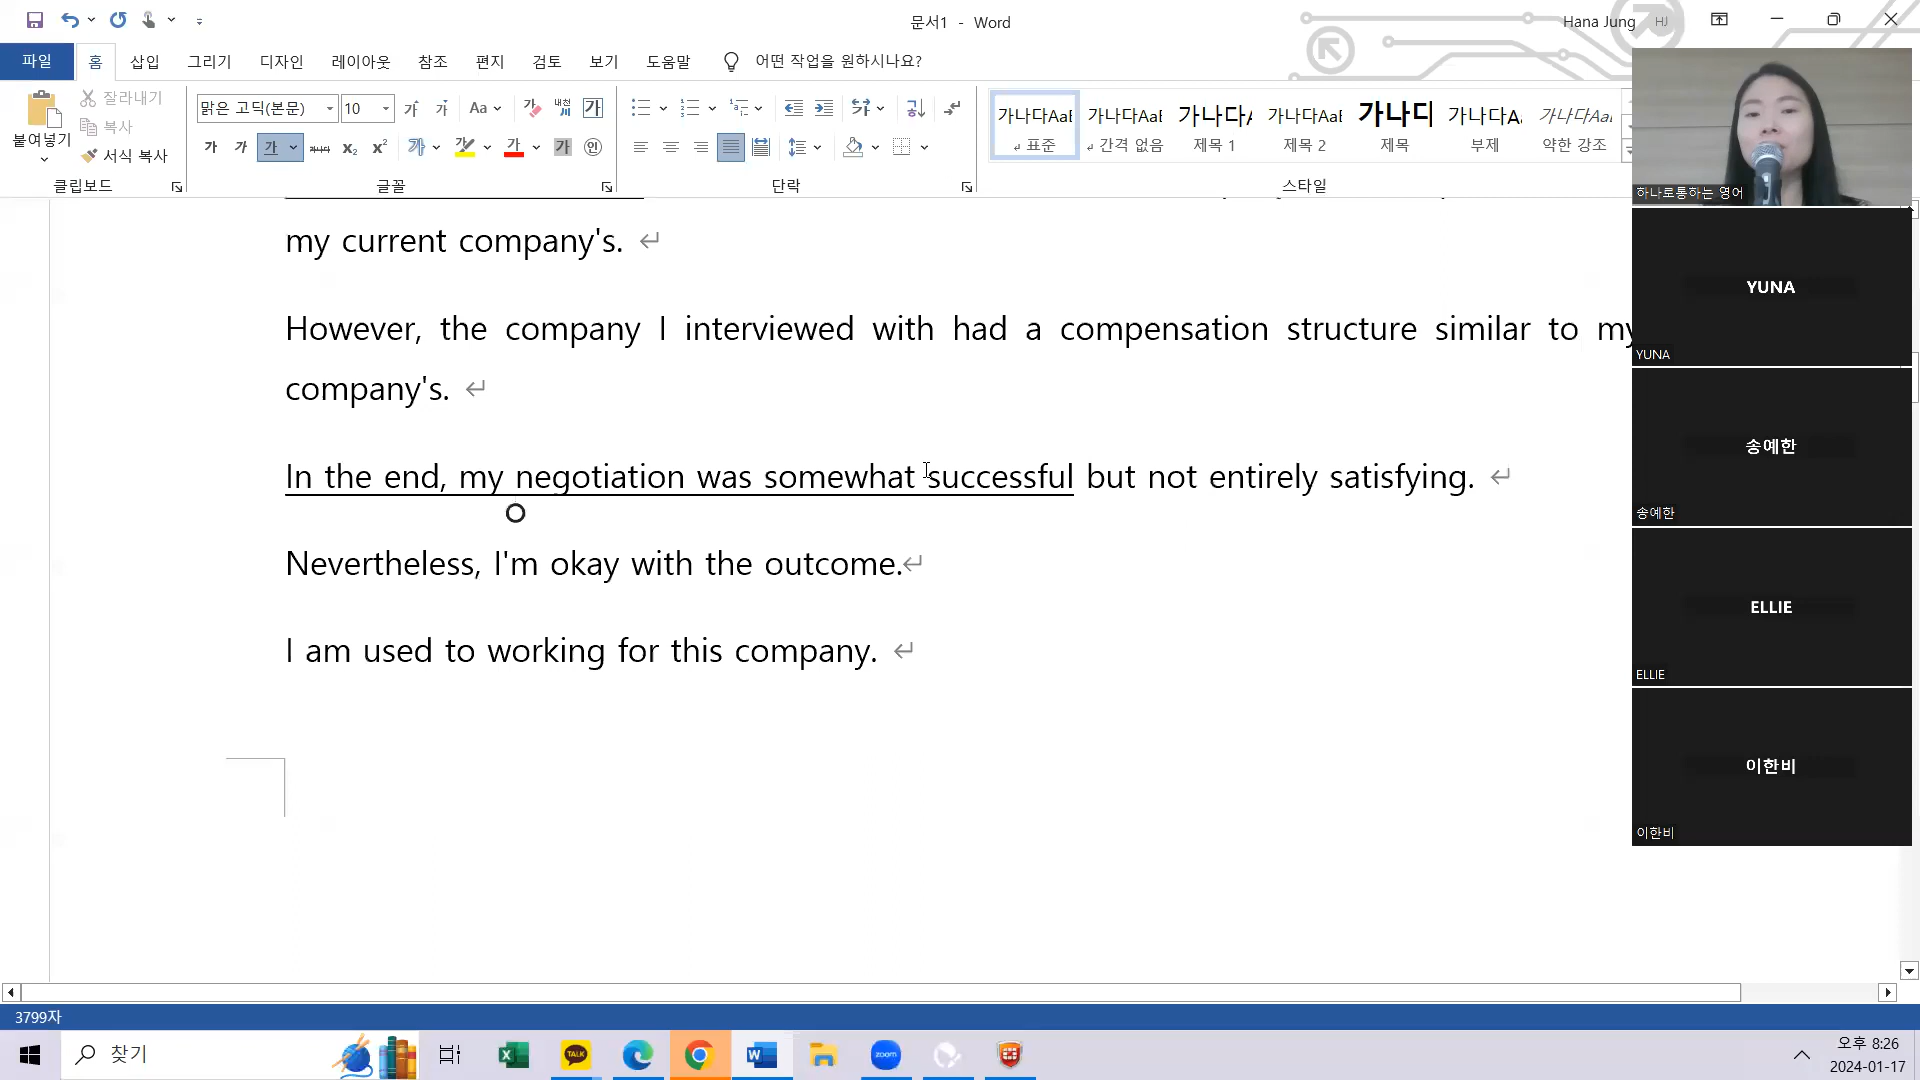 문서1 - Word
Hana Jung HJ
파일 홈 삽입 그리기 디자인 레이아웃 참조 편지 검토 보기 도움말 어떤 작업을 원하시나요?
붙여넣기
잘라내기
복사
서식 복사
클립보드
맑은 고딕(본문) 10
글꼴
단락
가나다AaB 표준
가나다AaB 간격 없음
가나다A 제목 1
가나다AaB 제목 2
가나다 제목
가나다Aa 부제
가나다AaB 약한 강조
스타일
my current company's.
However, the company I interviewed with had a compensation structure similar to my
company's.
In the end, my negotiation was somewhat successful but not entirely satisfying.
Nevertheless, I'm okay with the outcome.
I am used to working for this company.
하나로통하는 영어
YUNA
YUNA
송예한
송예한
ELLIE
ELLIE
이한비
이한비
3799자
찾기
TALK
zoom
오후 8:26
2024-01-17